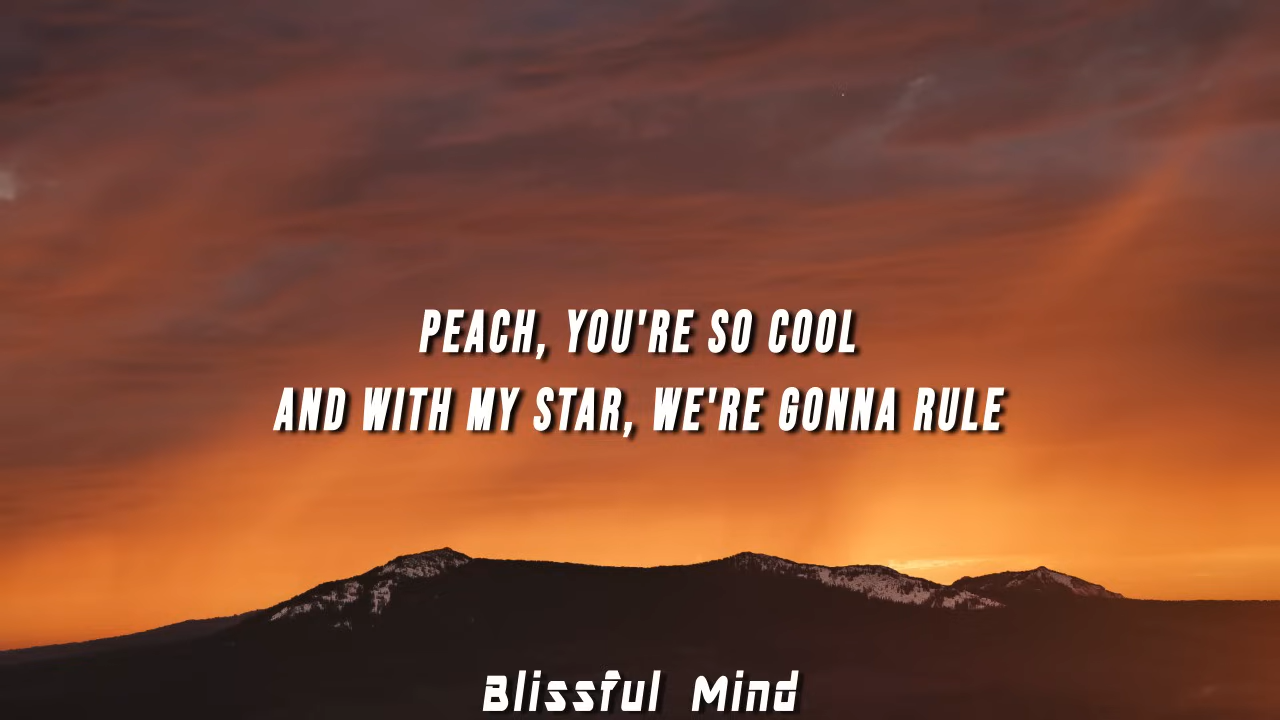 PEACH, YOU'RE SO COOL
AND WITH MY STAR, WE'RE GONNA RULE
Blissful Mind